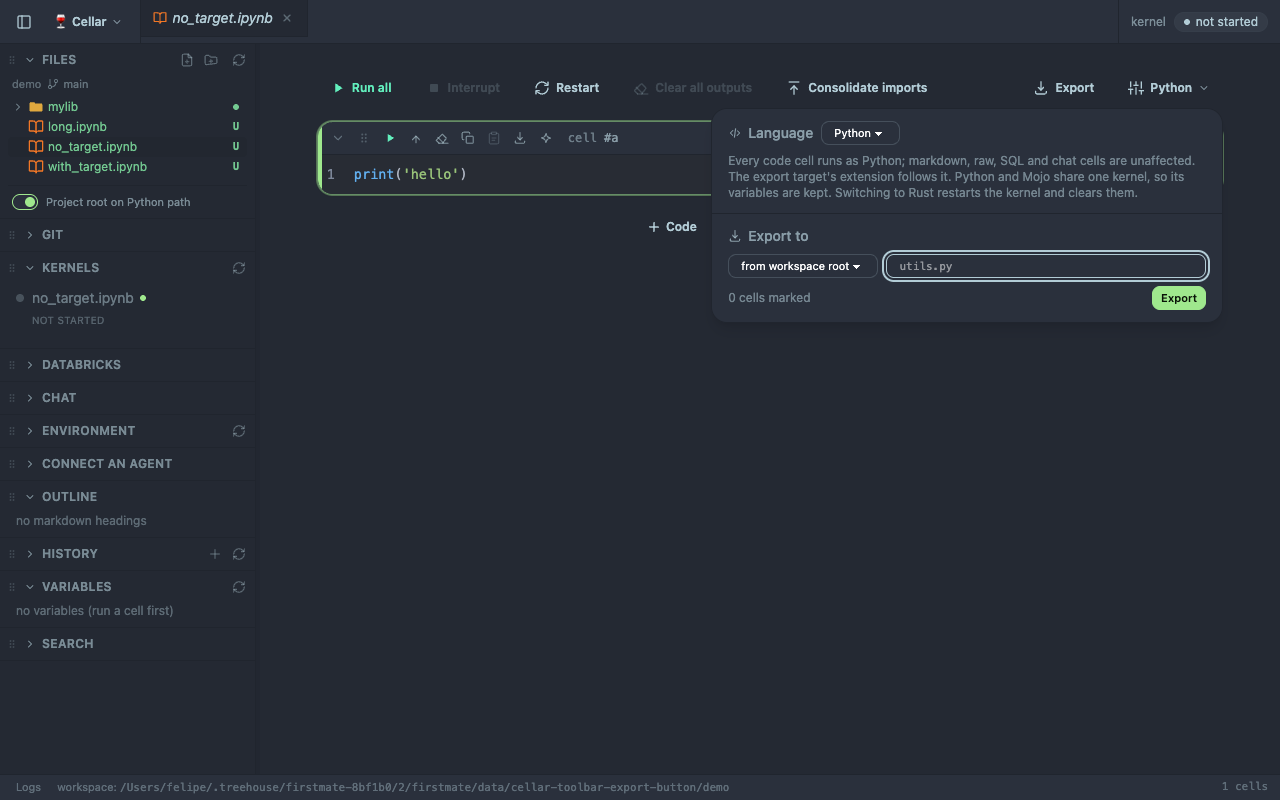 Cellar
no_target.ipynb
kernel
not started
FILES
demo main
mylib
long.ipynb U
no_target.ipynb U
with_target.ipynb U
Project root on Python path
GIT
KERNELS
no_target.ipynb
NOT STARTED
DATABRICKS
CHAT
ENVIRONMENT
CONNECT AN AGENT
OUTLINE
no markdown headings
HISTORY
VARIABLES
no variables (run a cell first)
SEARCH
Run all
Interrupt
Restart
Clear all outputs
Consolidate imports
Export
Python
cell #a
1 print('hello')
+ Code
Language Python
Every code cell runs as Python; markdown, raw, SQL and chat cells are unaffected.
The export target's extension follows it. Python and Mojo share one kernel, so its
variables are kept. Switching to Rust restarts the kernel and clears them.
Export to
from workspace root
utils.py
0 cells marked
Export
Logs
workspace: /Users/felipe/.treehouse/firstmate-8bf1b0/2/firstmate/data/cellar-toolbar-export-button/demo
1 cells